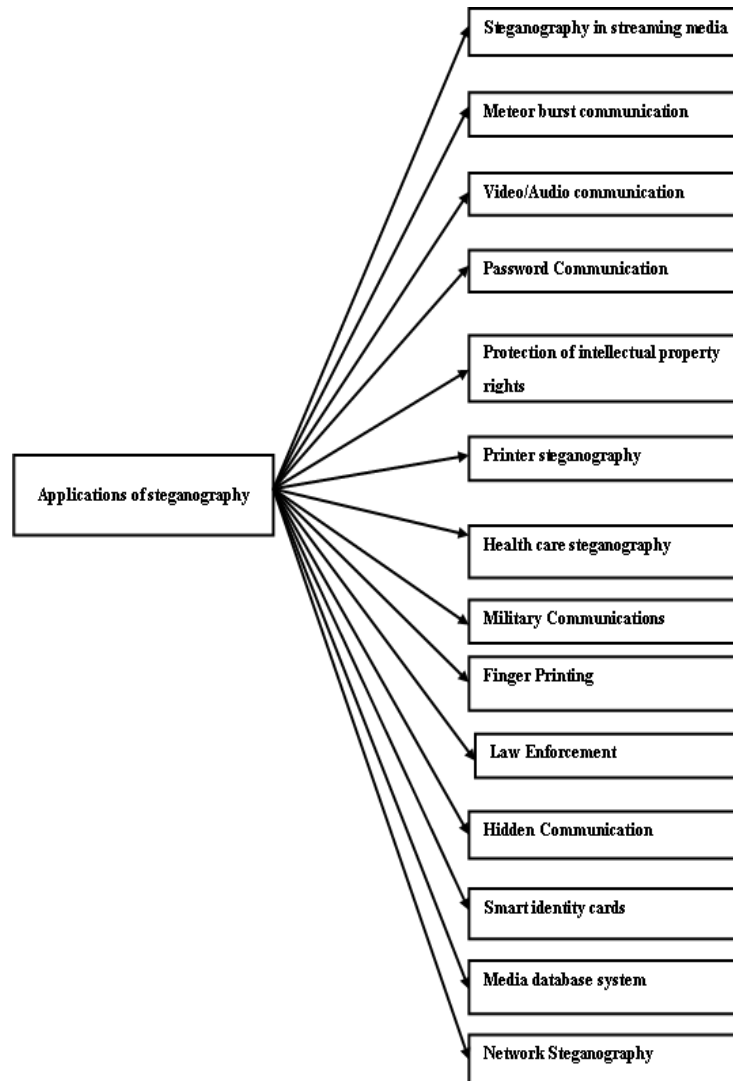 Steganography in streaming media
Meteor burst communication
Video/Audio communication
Password Communication
Protection of intellectual property
rights
Printer steganography
Applications of steganography
Health care steganography
Military Communications
Finger Printing
Law Enforcement
Hidden Communication
Smart identity cards
Media database system
Network Steganography